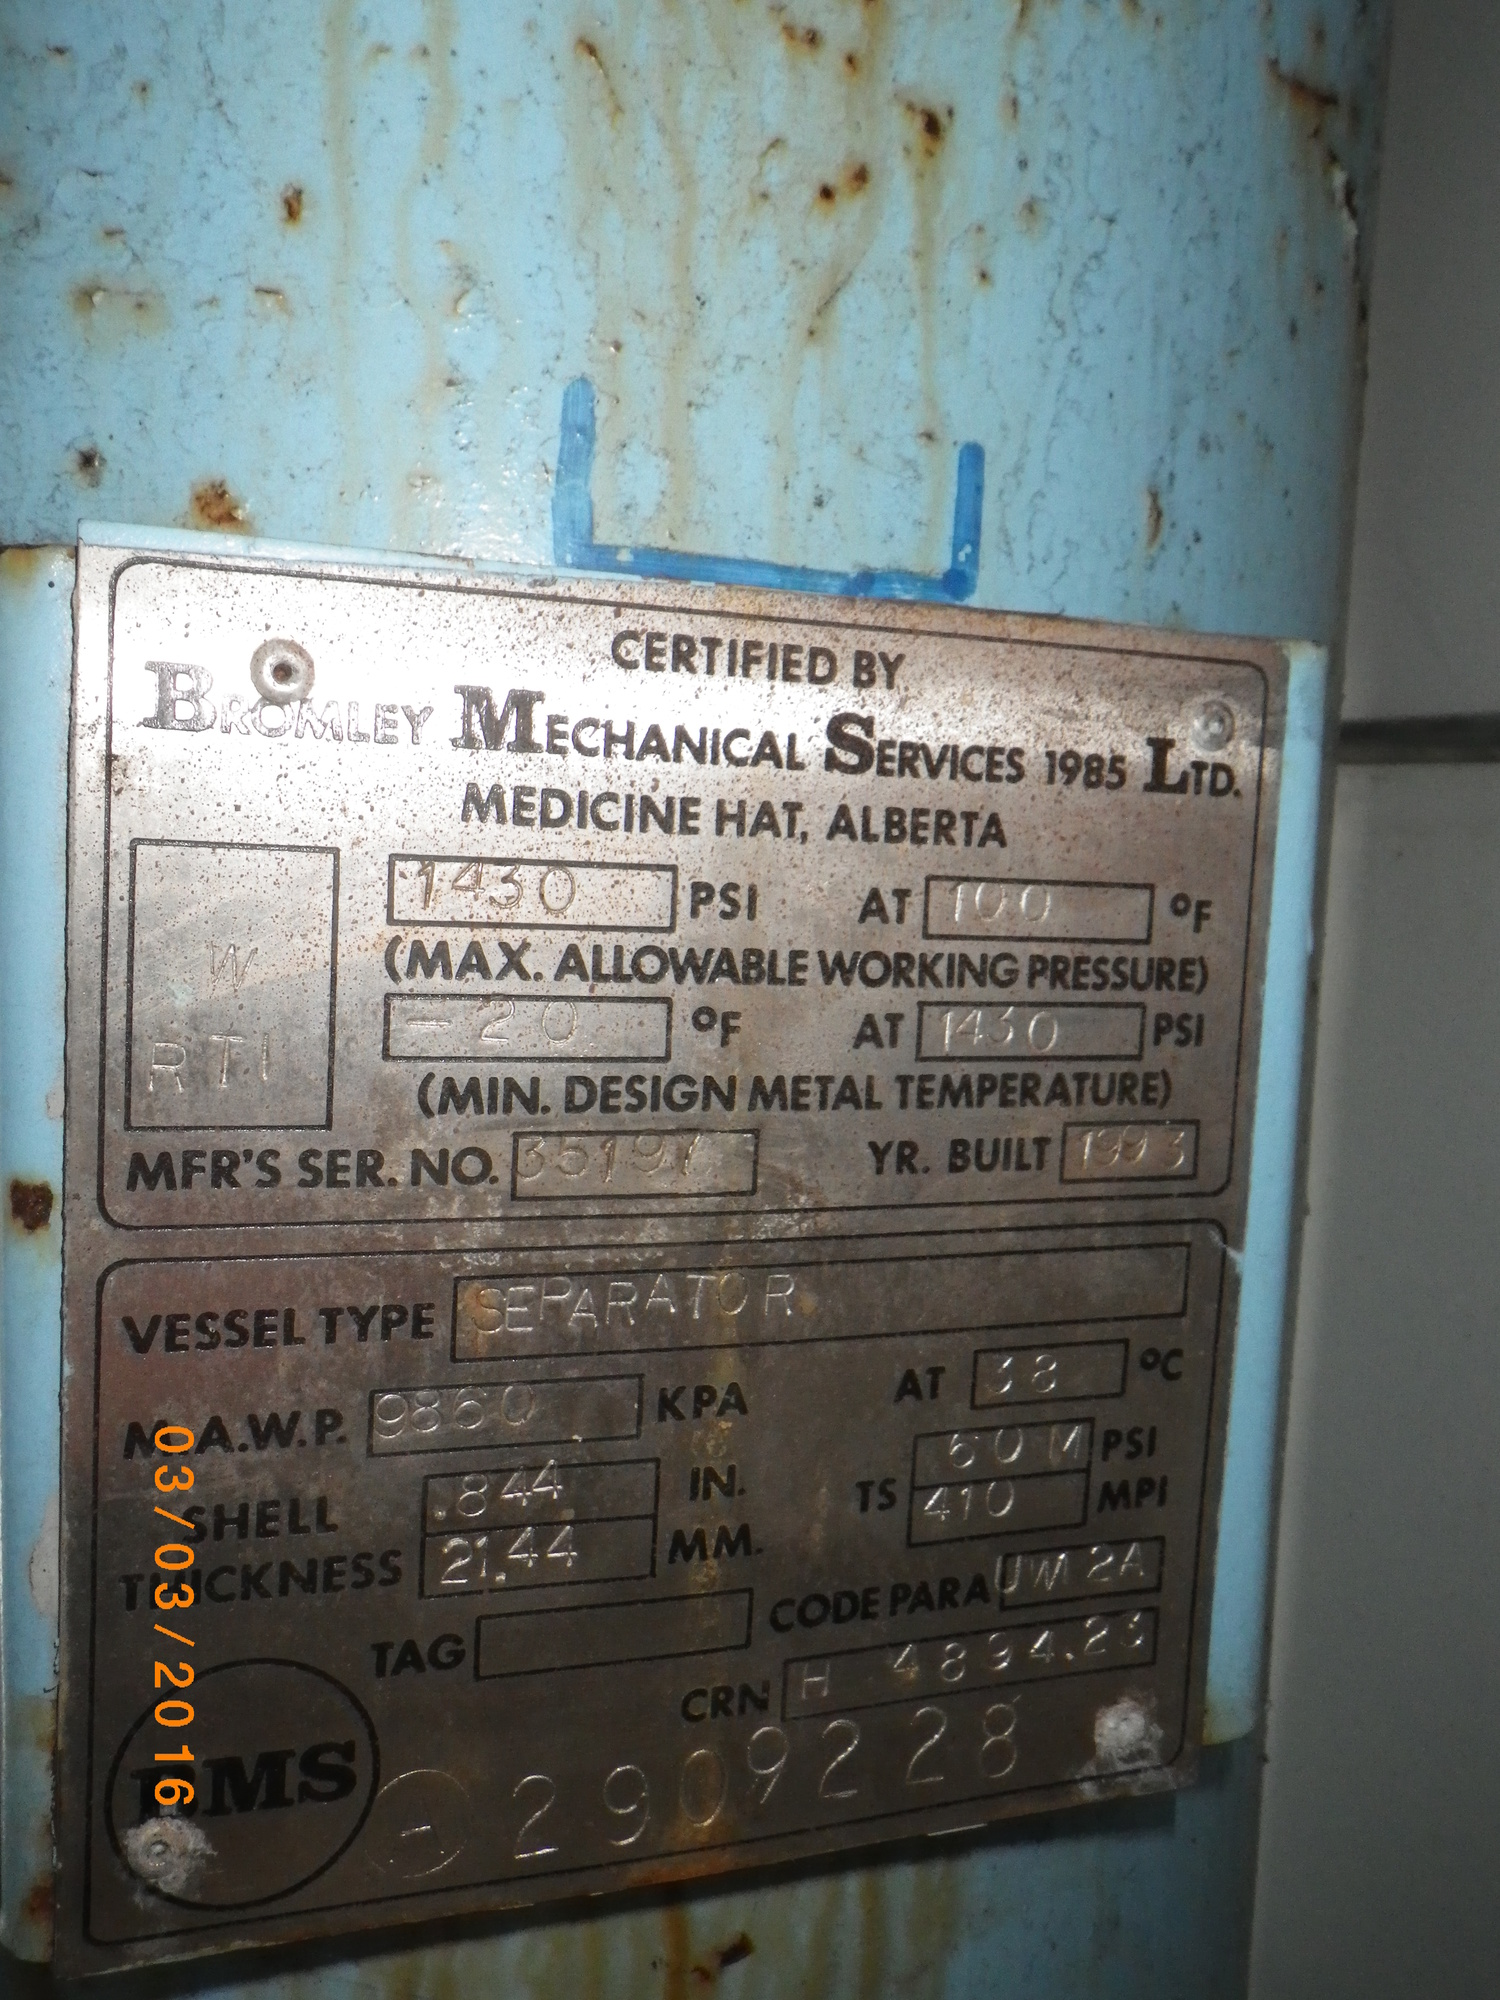 CERTIFIED BY
BROMLEY MECHANICAL SERVICES 1985 LTD.
MEDICINE HAT, ALBERTA
1430 PSI AT 100 °F
(MAX. ALLOWABLE WORKING PRESSURE)
W
RT1
-20 °F AT 1430 PSI
(MIN. DESIGN METAL TEMPERATURE)
MFR'S SER. NO. 35197 YR. BUILT 1993
VESSEL TYPE SEPARATOR
M.A.W.P. 9860 KPA AT 38 °C
SHELL THICKNESS .844 IN.
21.44 MM.
TS 60M PSI
410 MPI
TAG CODE PARA UW 2A
CRN H 4894.23
BMS A 2909228
03/03/2016